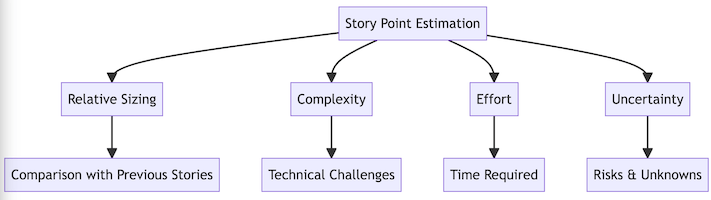 Story Point Estimation
Relative Sizing
Complexity
Effort
Uncertainty
Comparison with Previous Stories
Technical Challenges
Time Required
Risks & Unknowns